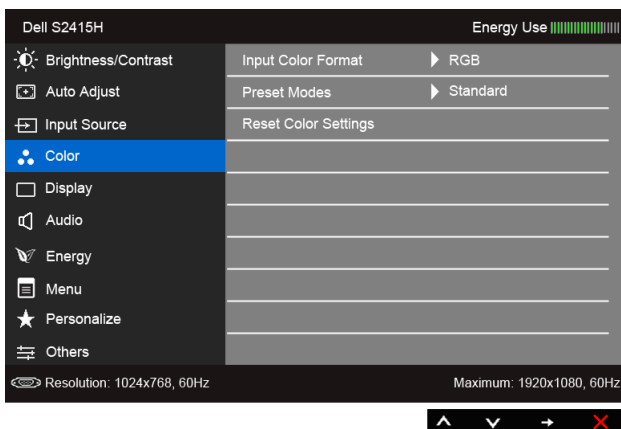 Dell S2415H Energy Use
Brightness/Contrast Input Color Format RGB
Auto Adjust Preset Modes Standard
Input Source Reset Color Settings
Color
Display
Audio
Energy
Menu
Personalize
Others
Resolution: 1024x768, 60Hz Maximum: 1920x1080, 60Hz